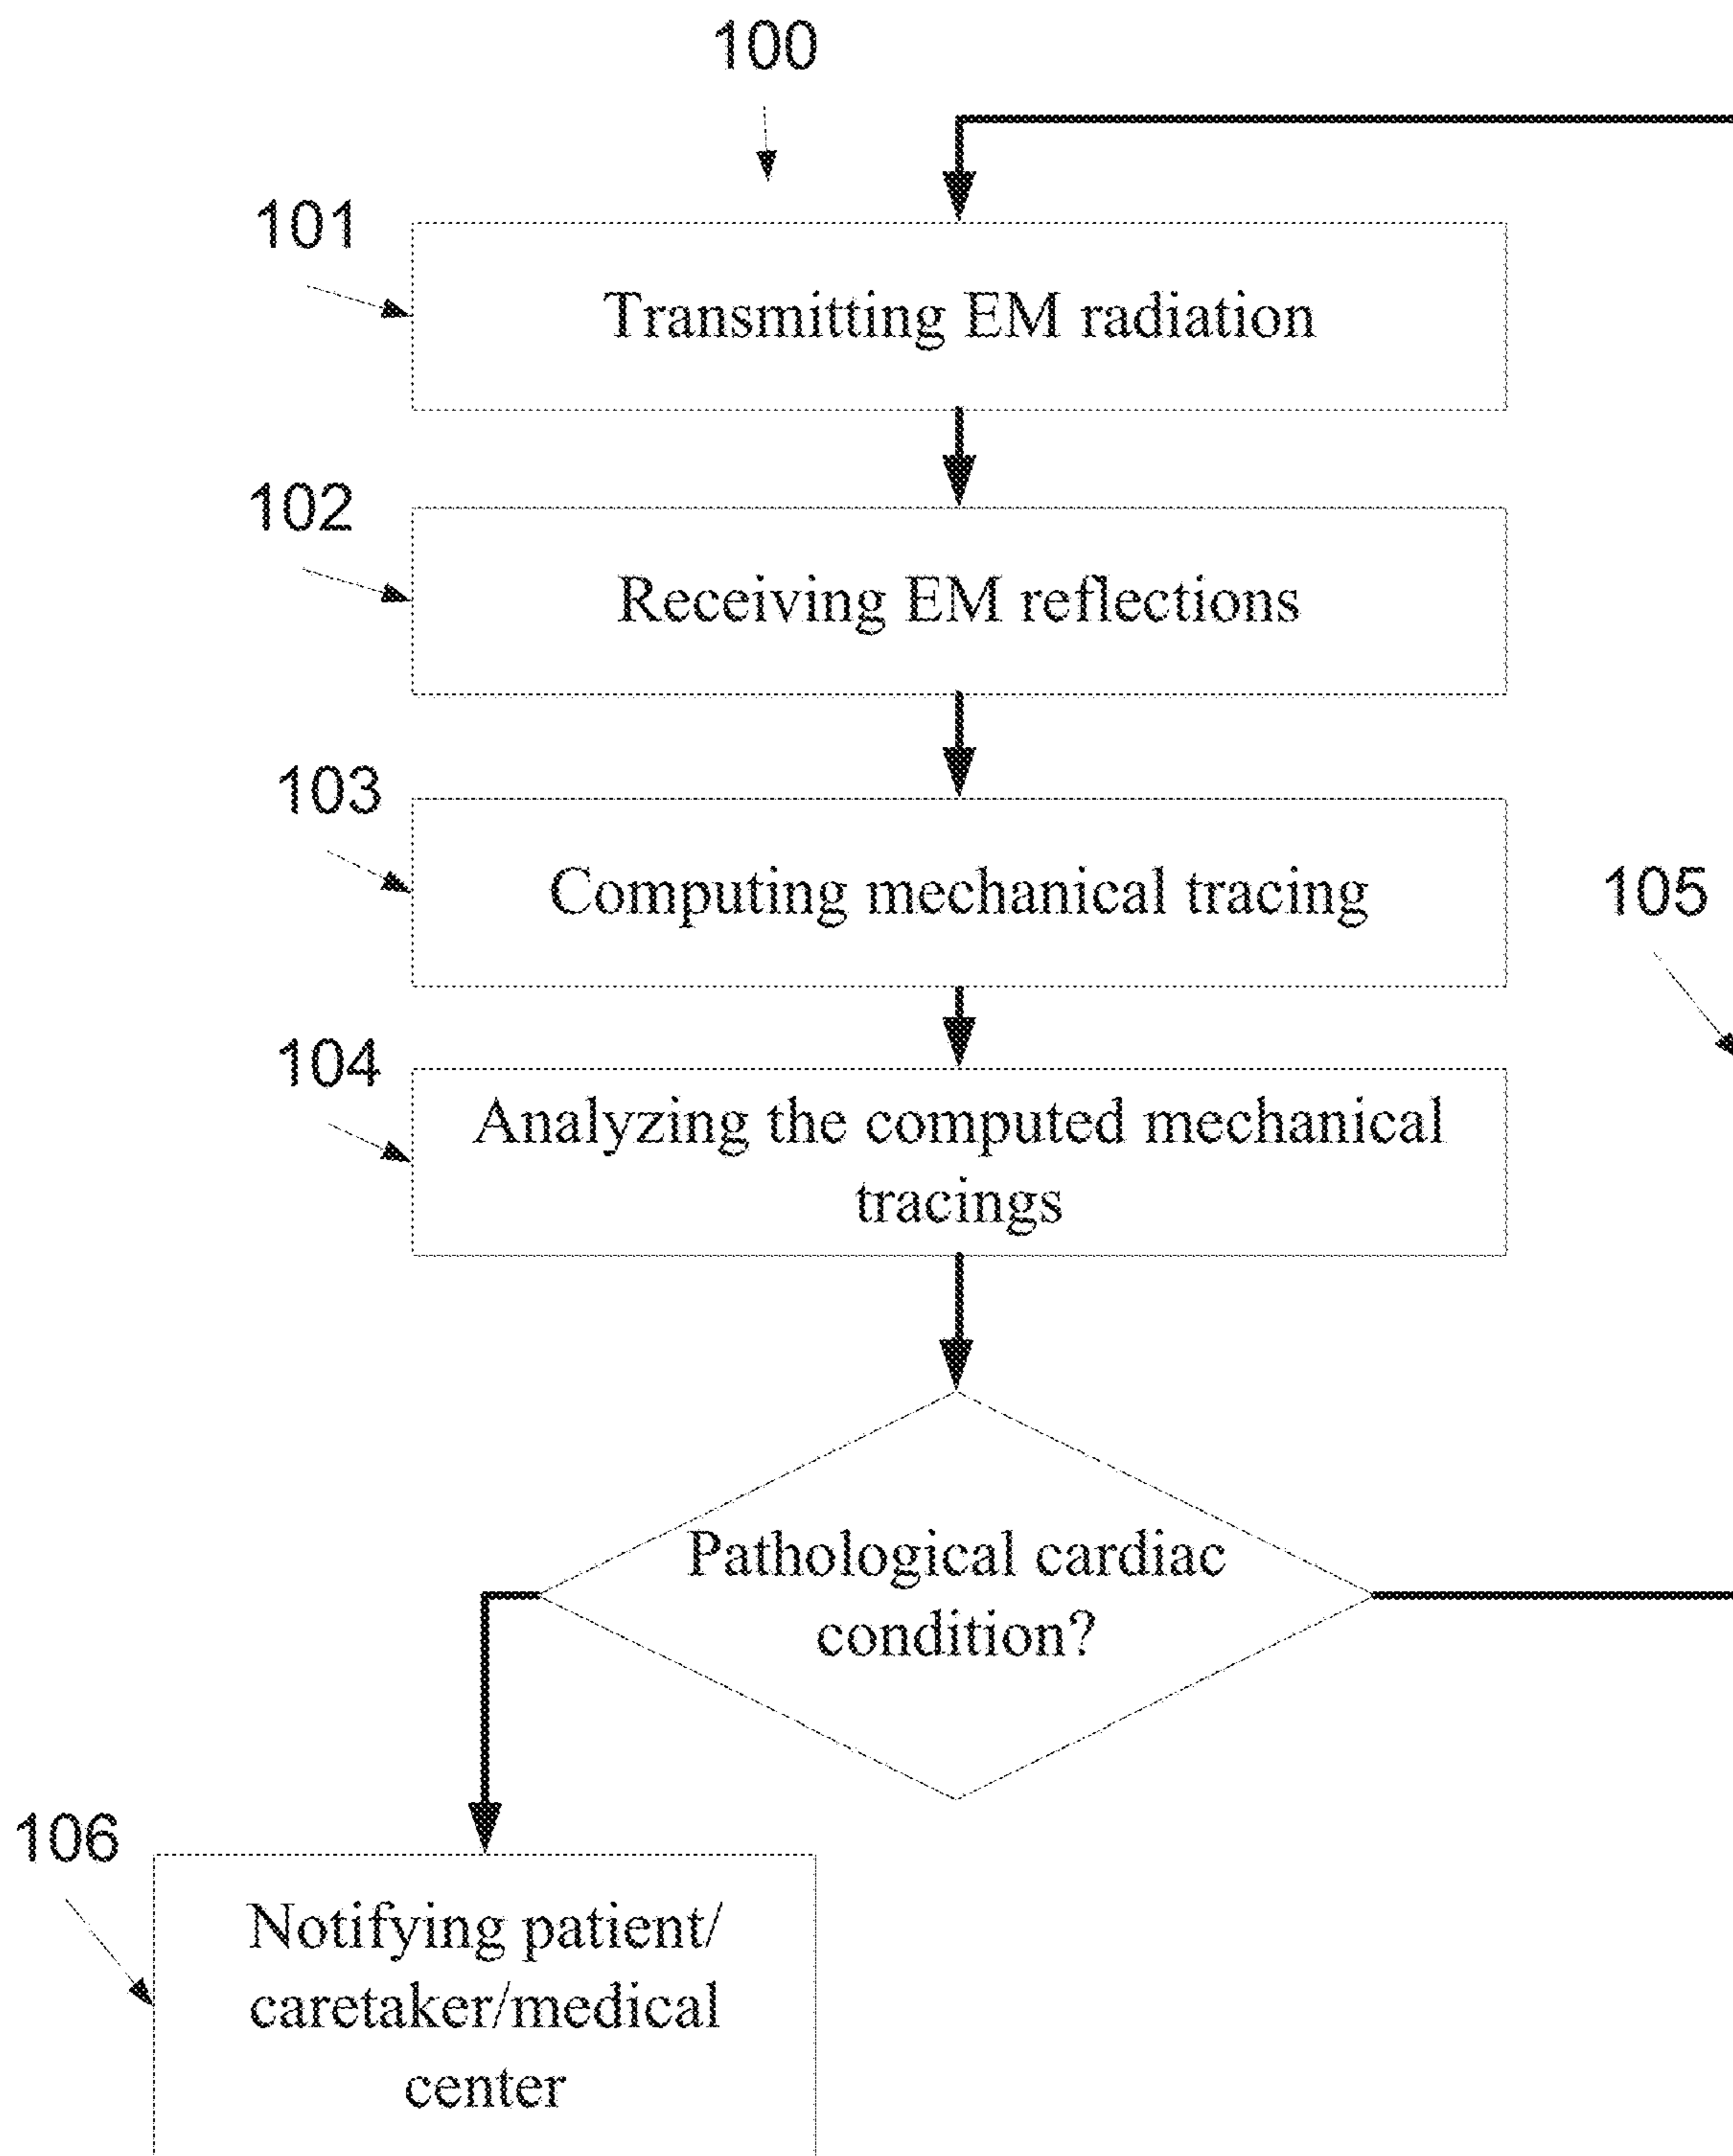 100
101
Transmitting EM radiation
102
Receiving EM reflections
103
Computing mechanical tracing
105
104
Analyzing the computed mechanical
tracings
Pathological cardiac
condition?
106
Notifying patient/
caretaker/medical
center